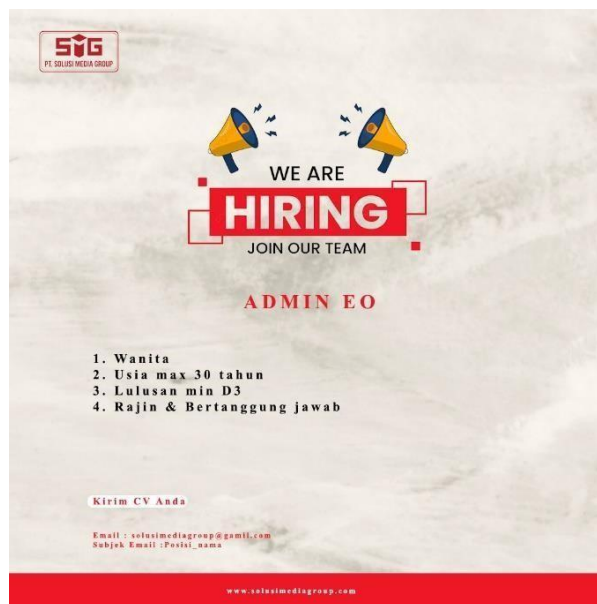 SMG
PT. SOLUSI MEDIA GROUP
WE ARE
HIRING
JOIN OUR TEAM
ADMIN EO
1. Wanita
2. Usia max 30 tahun
3. Lulusan min D3
4. Rajin & Bertanggung jawab
Kirim CV Anda
Email : solusimediagroup@gamil.com
Subjek Email :Posisi_nama
www.solusimediagroup.com